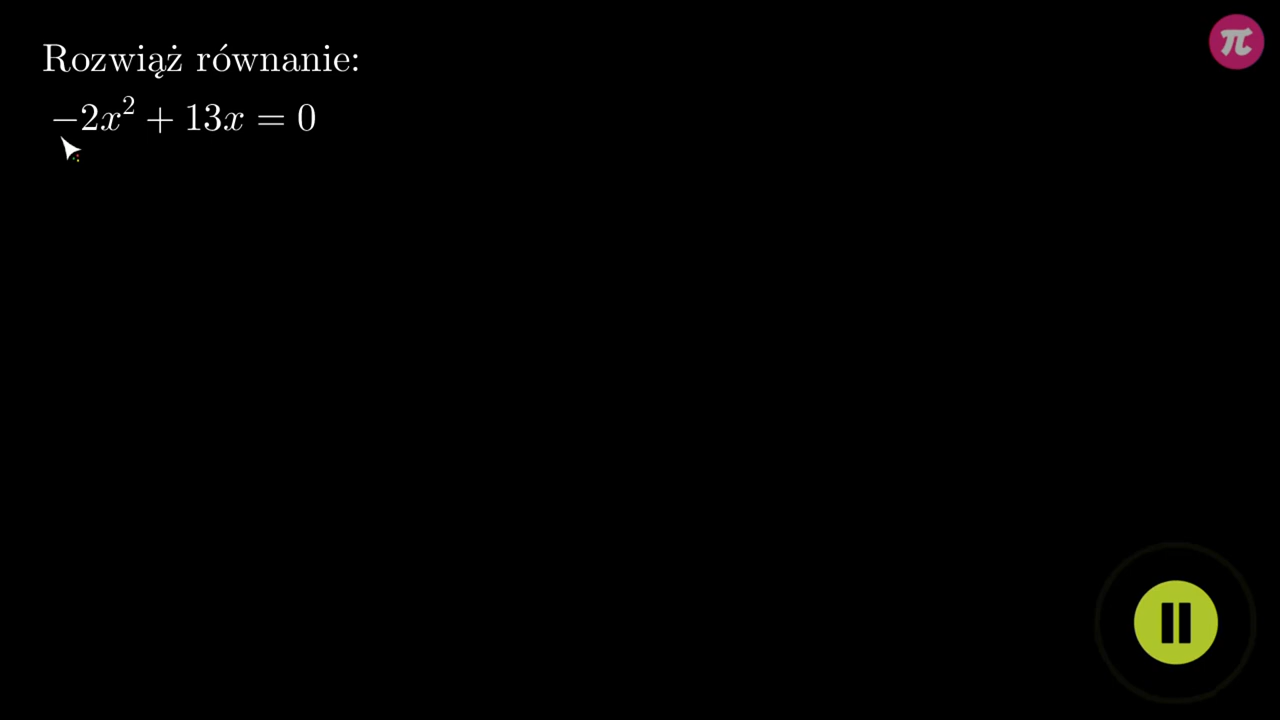 Rozwiąż równanie:
−2x² + 13x = 0
π